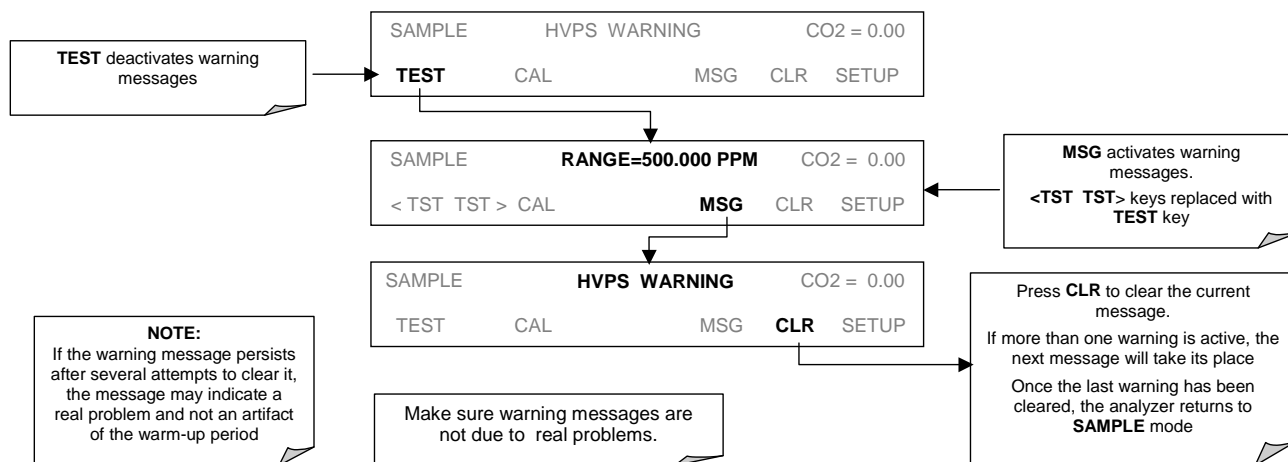 SAMPLE HVPS WARNING CO2 = 0.00
TEST CAL MSG CLR SETUP
TEST deactivates warning
messages
SAMPLE RANGE=500.000 PPM CO2 = 0.00
< TST TST > CAL MSG CLR SETUP
MSG activates warning
messages.
<TST TST> keys replaced with
TEST key
SAMPLE HVPS WARNING CO2 = 0.00
TEST CAL MSG CLR SETUP
Press CLR to clear the current
message.
If more than one warning is active, the
next message will take its place
Once the last warning has been
cleared, the analyzer returns to
SAMPLE mode
NOTE:
If the warning message persists
after several attempts to clear it,
the message may indicate a
real problem and not an artifact
of the warm-up period
Make sure warning messages are
not due to real problems.